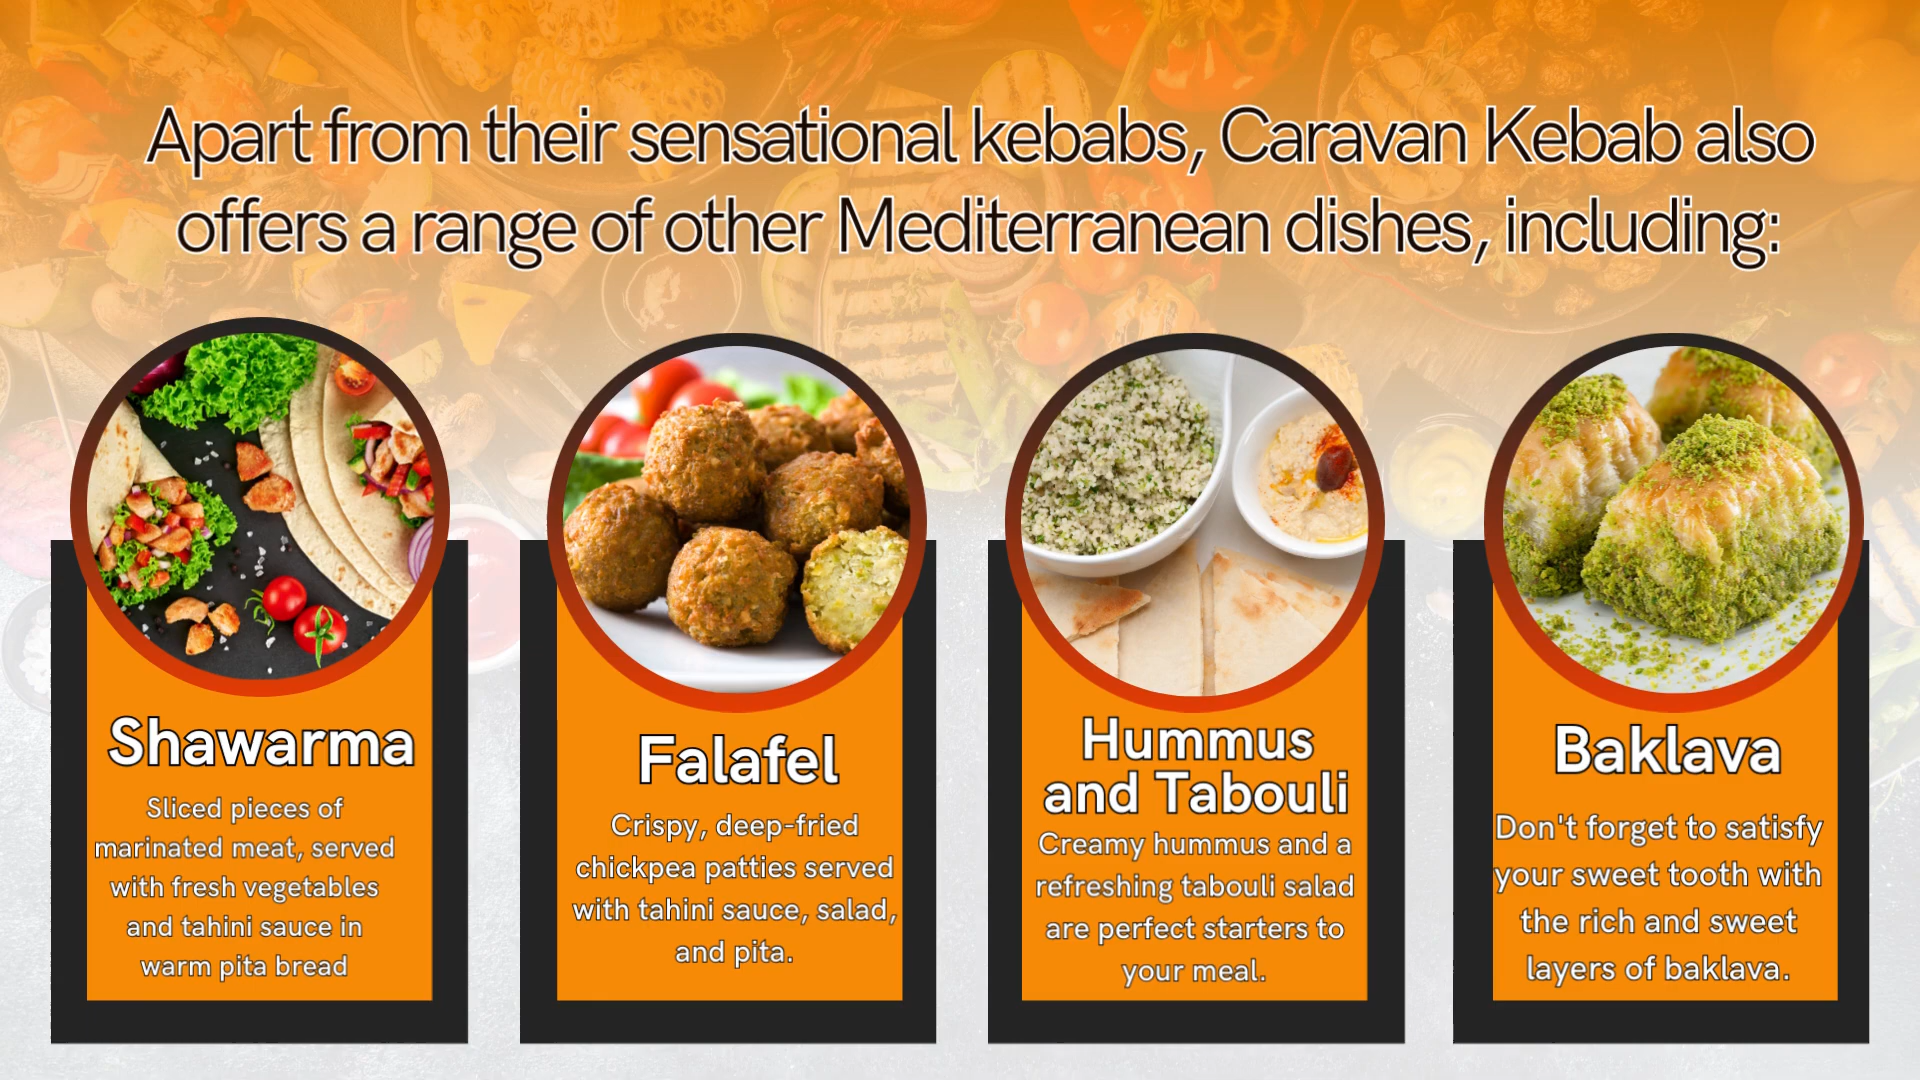 Apart from their sensational kebabs, Caravan Kebab also
offers a range of other Mediterranean dishes, including:
Shawarma
Sliced pieces of
marinated meat, served
with fresh vegetables
and tahini sauce in
warm pita bread
Falafel
Crispy, deep-fried
chickpea patties served
with tahini sauce, salad,
and pita.
Hummus
and Tabouli
Creamy hummus and a
refreshing tabouli salad
are perfect starters to
your meal.
Baklava
Don't forget to satisfy
your sweet tooth with
the rich and sweet
layers of baklava.